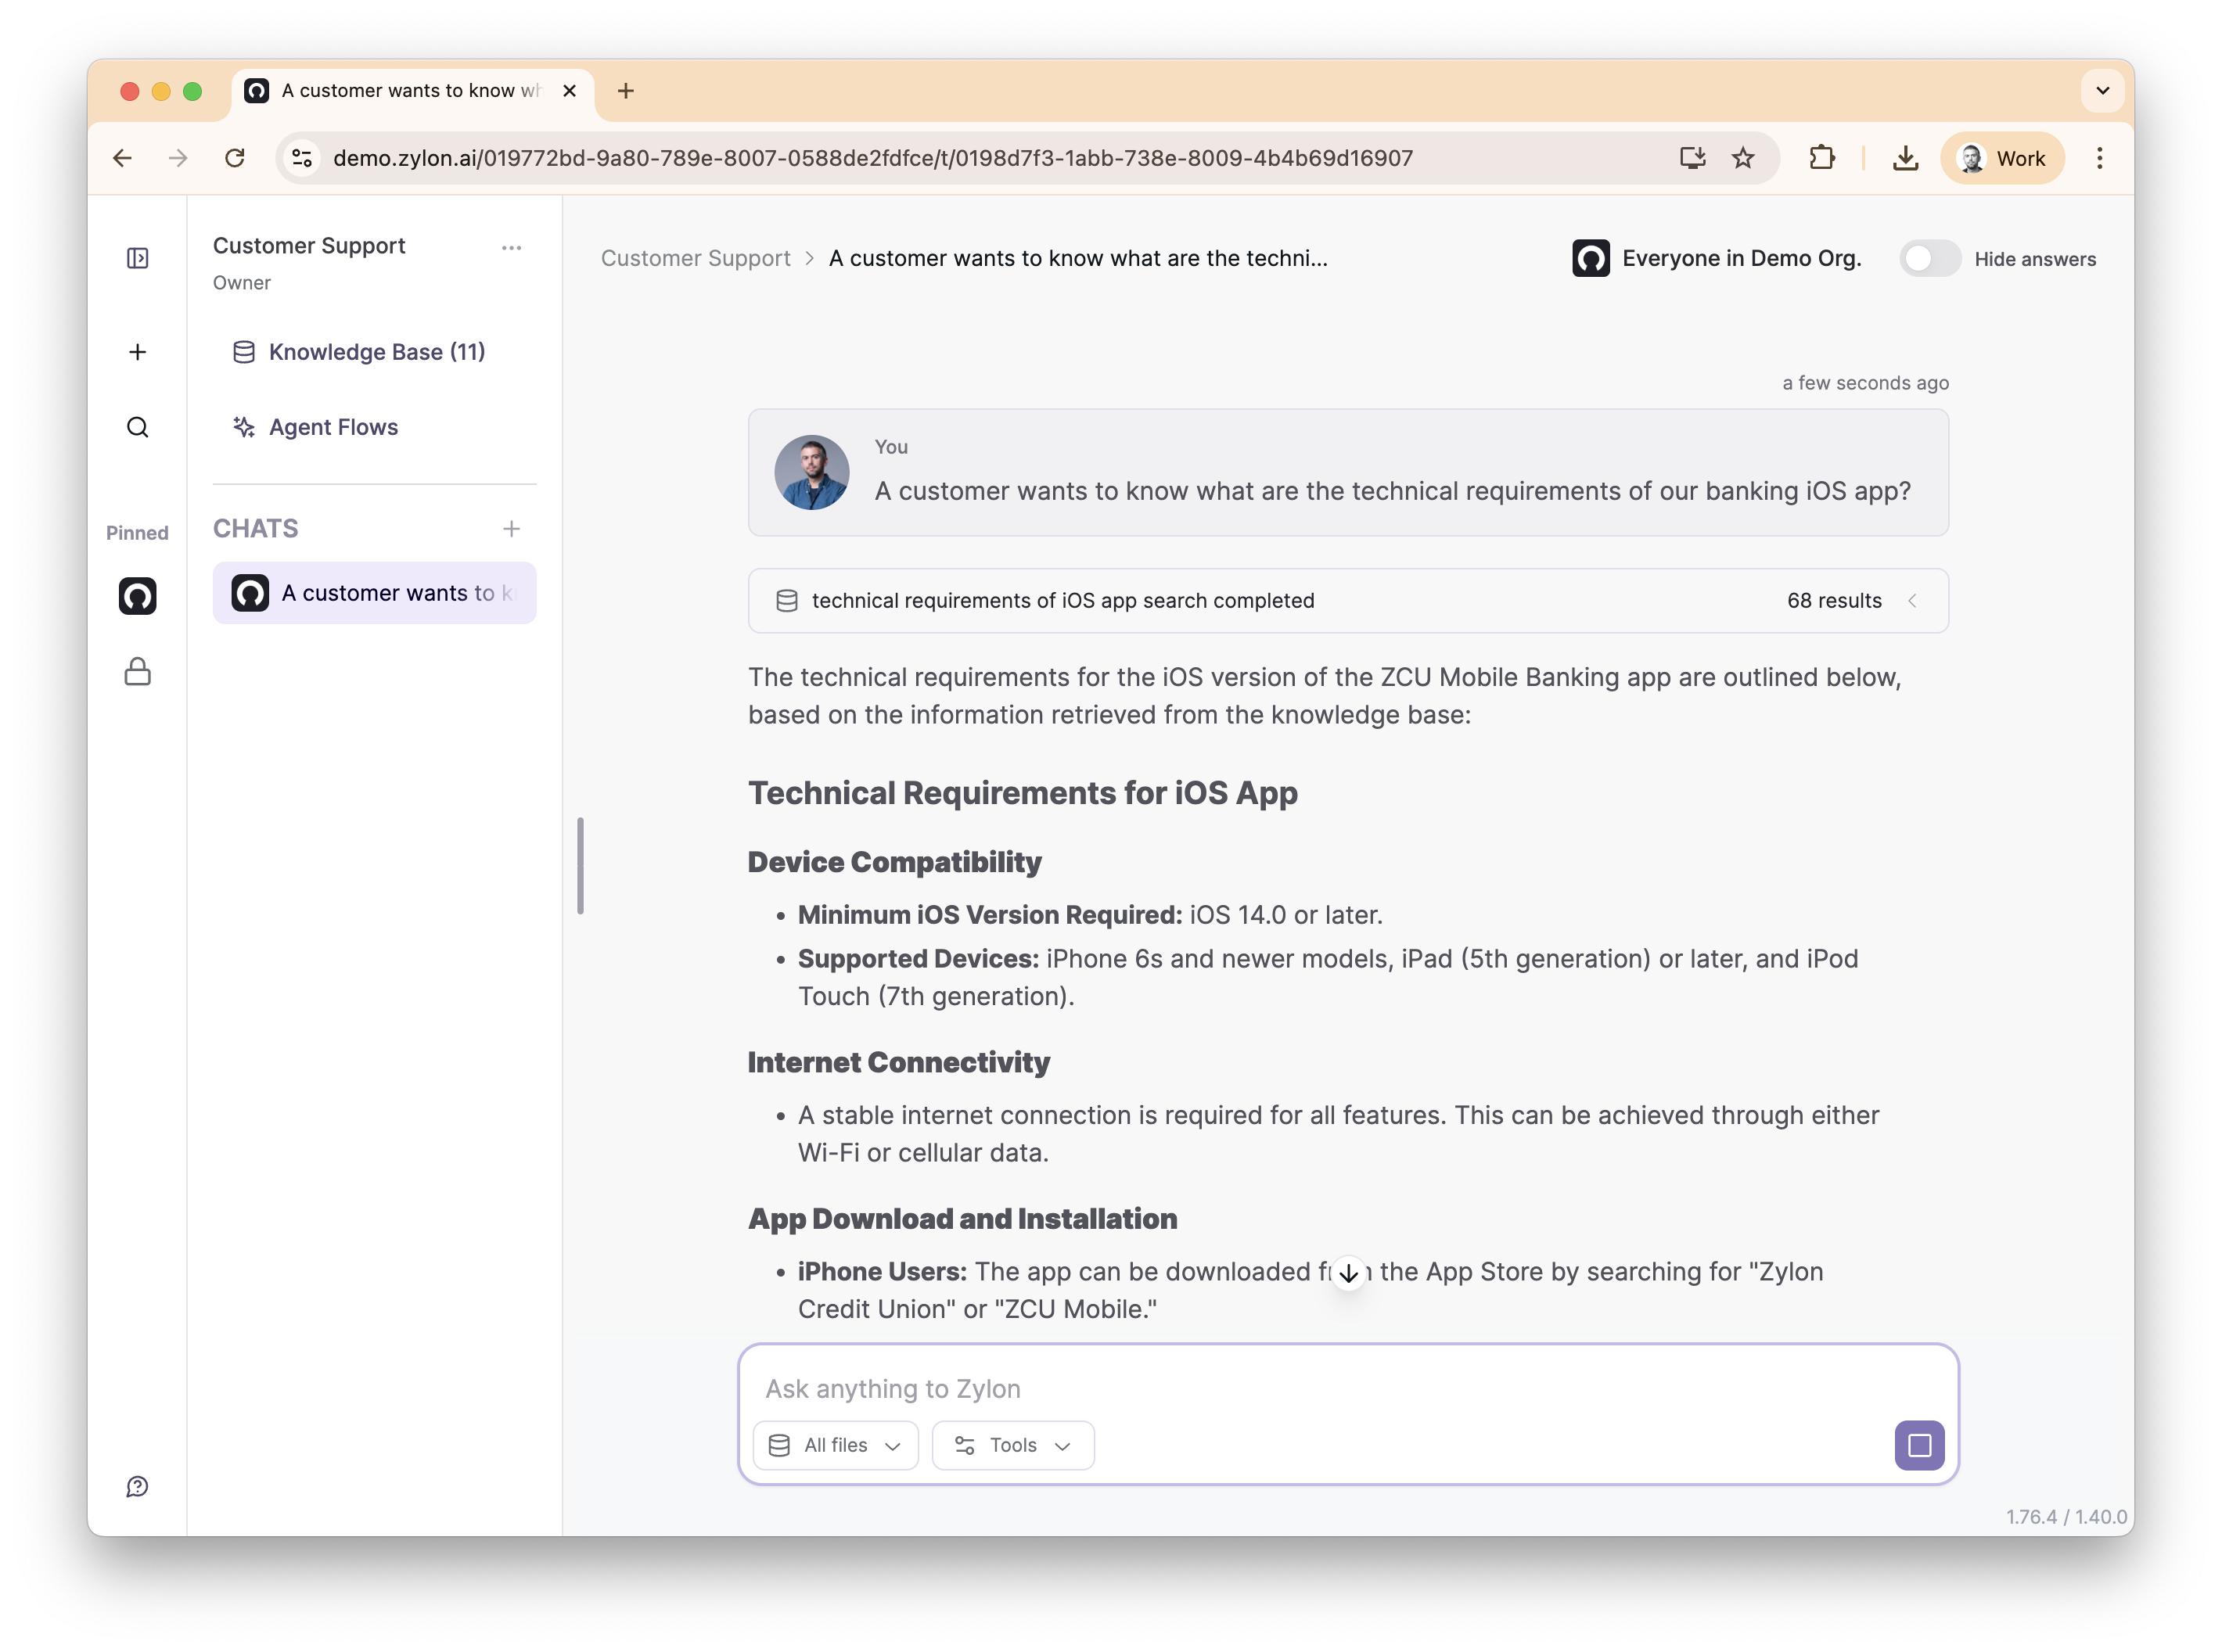 A customer wants to know wh
demo.zylon.ai/019772bd-9a80-789e-8007-0588de2fdfce/t/0198d7f3-1abb-738e-8009-4b4b69d16907
Work
Customer Support
Owner
Knowledge Base (11)
Agent Flows
Pinned
CHATS
A customer wants to k
Customer Support > A customer wants to know what are the techni...
Everyone in Demo Org.
Hide answers
a few seconds ago
You
A customer wants to know what are the technical requirements of our banking iOS app?
technical requirements of iOS app search completed
68 results
The technical requirements for the iOS version of the ZCU Mobile Banking app are outlined below,
based on the information retrieved from the knowledge base:
Technical Requirements for iOS App
Device Compatibility
• Minimum iOS Version Required: iOS 14.0 or later.
• Supported Devices: iPhone 6s and newer models, iPad (5th generation) or later, and iPod
Touch (7th generation).
Internet Connectivity
• A stable internet connection is required for all features. This can be achieved through either
Wi-Fi or cellular data.
App Download and Installation
• iPhone Users: The app can be downloaded the App Store by searching for "Zylon
Credit Union" or "ZCU Mobile."
Ask anything to Zylon
All files
Tools
1.76.4 / 1.40.0